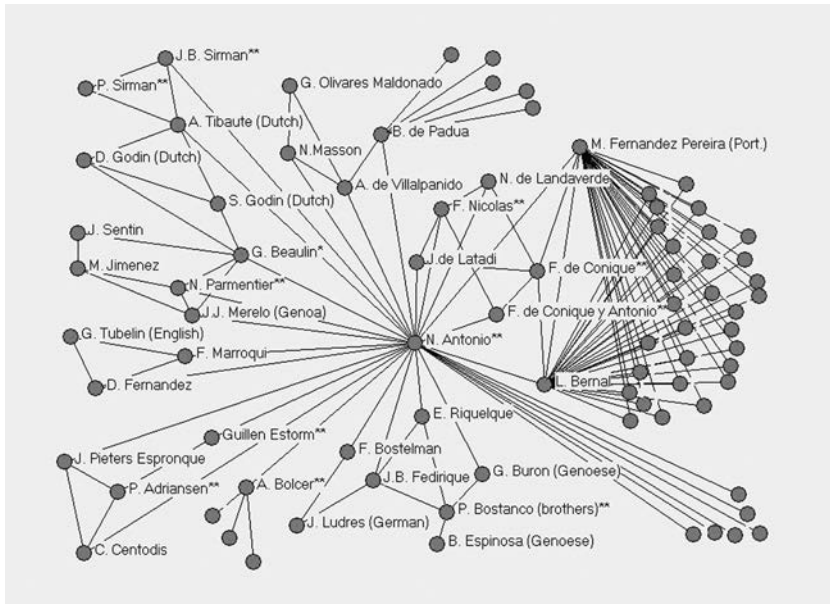 J.B. Sirman**
P. Sirman**
G. Olivares Maldonado
A. Tibaute (Dutch)
B. de Padua
M. Fernandez Pereira (Port.)
D. Godin (Dutch)
N.Masson
A. de Villalpanido
N. de Landaverde
S. Godin (Dutch)
F. Nicolas**
J. Sentin
G. Beaulin*
M. Jimenez
J.de Latadi
F. de Conique**
N. Parmentier**
J.J. Merelo (Genoa)
F. de Conique y Antonio**
G. Tubelin (English)
N. Antonio**
F. Marroqui
D. Fernandez
L. Bernal
E. Riquelque
Guillen Estorm**
F. Bostelman
J. Pieters Espronque
G. Buron (Genoese)
J.B. Fedirique
P. Adriansen**
A. Bolcer**
P. Bostanco (brothers)**
J. Ludres (German)
B. Espinosa (Genoese)
C. Centodis